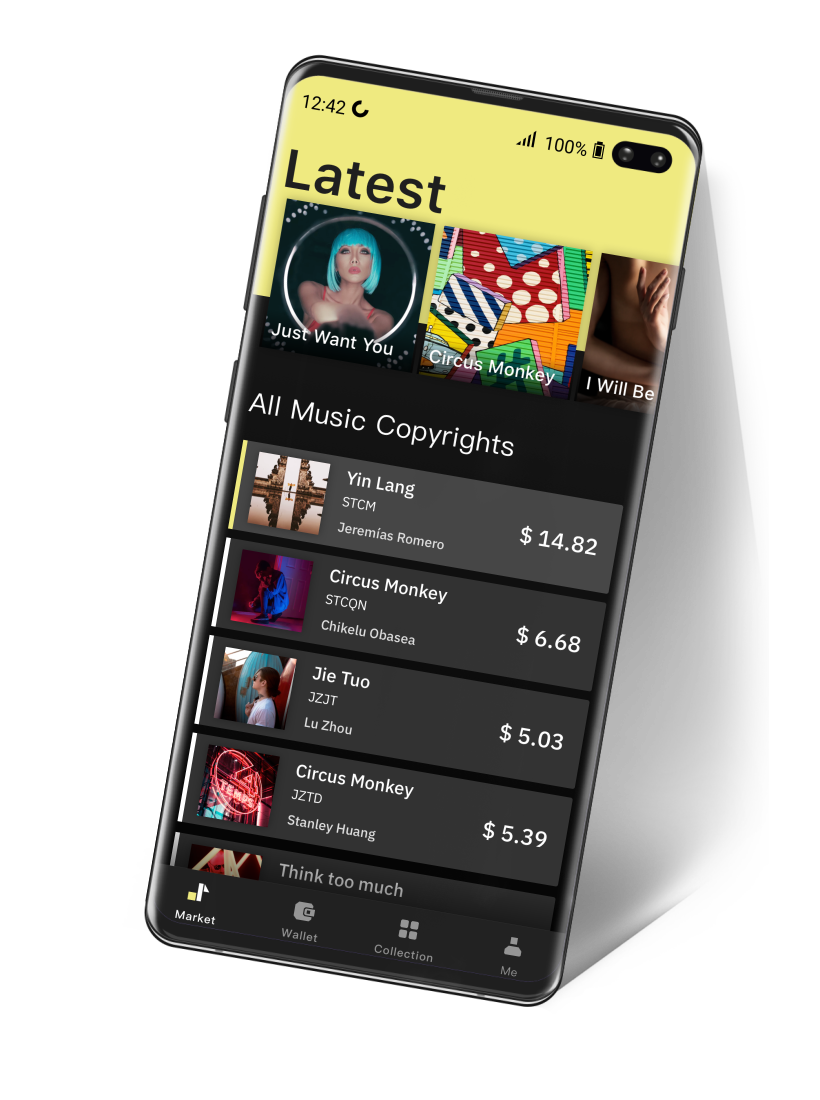 12:42
100%
Latest
Just Want You
Circus Monkey
I Will Be
All Music Copyrights
Yin Lang
STCM
Jeremías Romero
$ 14.82
Circus Monkey
STCQN
Chikelu Obasea
$ 6.68
Jie Tuo
JZJT
Lu Zhou
$ 5.03
TEMPS
Circus Monkey
JZTD
Stanley Huang
$ 5.39
Think too much
Market
Wallet
Collection
Me